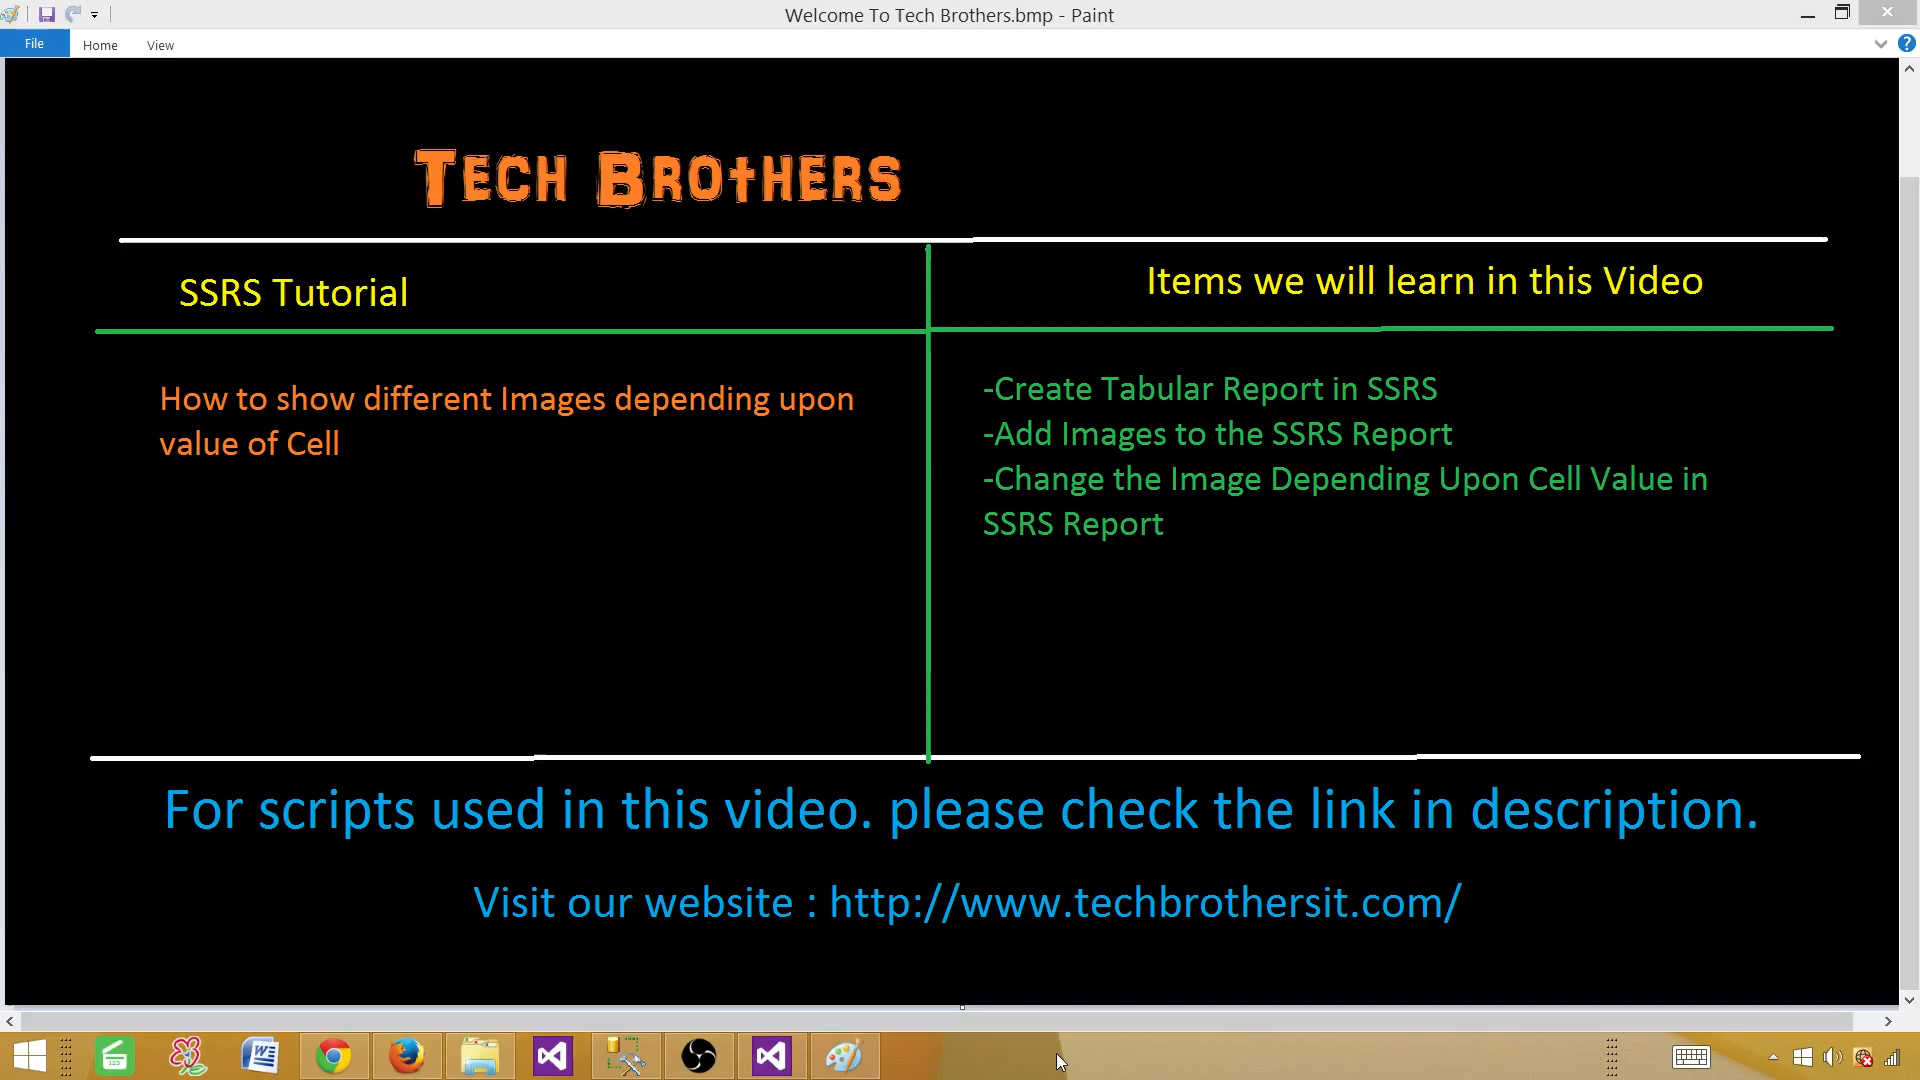 Welcome To Tech Brothers.bmp - Paint
File Home View
Tech Brothers
SSRS Tutorial
Items we will learn in this Video
How to show different Images depending upon
value of Cell
-Create Tabular Report in SSRS
-Add Images to the SSRS Report
-Change the Image Depending Upon Cell Value in
SSRS Report
For scripts used in this video. please check the link in description.
Visit our website : http://www.techbrothersit.com/